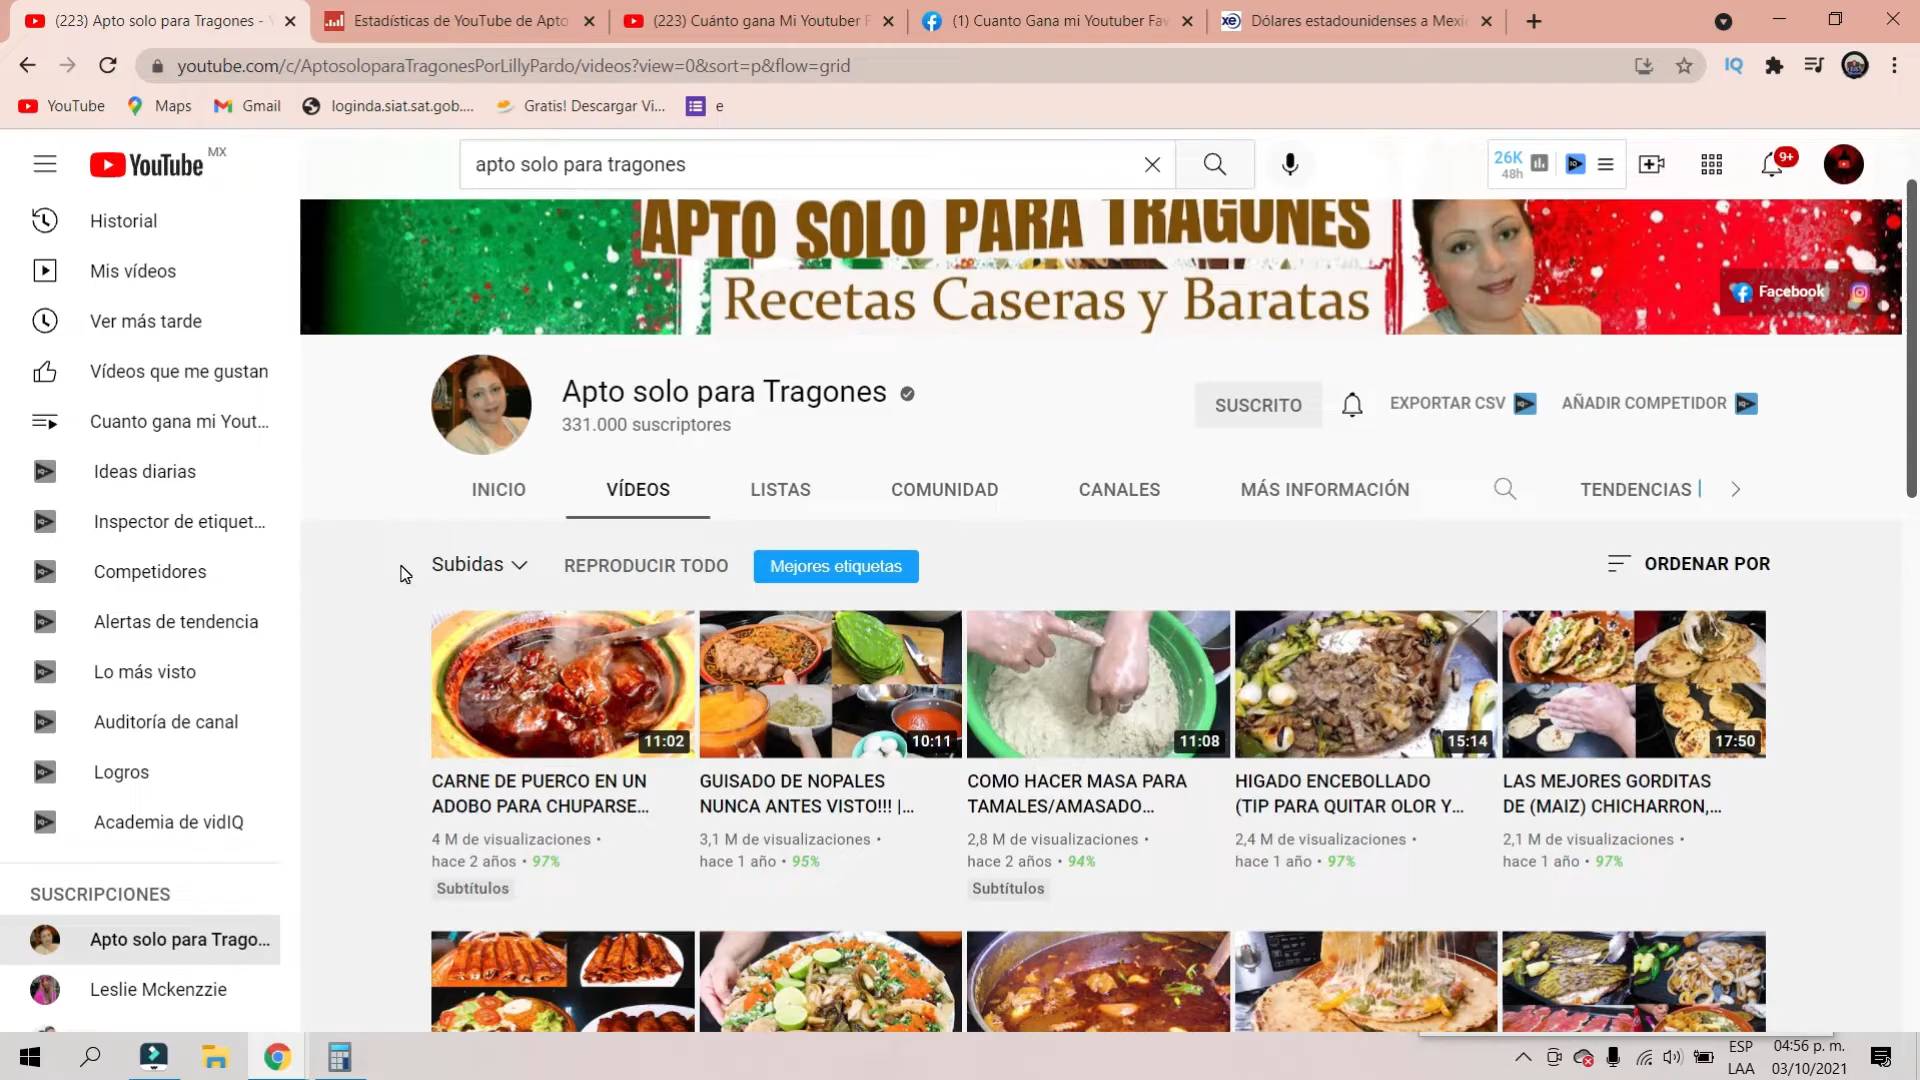 (223) Apto solo para Tragones - Y
Estadísticas de YouTube de Apto
(223) Cuánto gana Mi Youtuber F
(1) Cuanto Gana mi Youtuber Fav
xe
Dólares estadounidenses a Mexic
youtube.com/c/AptosoloparaTragonesPorLillyPardo/videos?view=0&sort=p&flow=grid
IQ
YouTube
Maps
Gmail
loginda.siat.sat.gob....
Gratis! Descargar Vi...
e
YouTube MX
apto solo para tragones
26K
48h
9+
Historial
Mis vídeos
Ver más tarde
Vídeos que me gustan
Cuanto gana mi Yout...
Ideas diarias
Inspector de etiquet...
Competidores
Alertas de tendencia
Lo más visto
Auditoría de canal
Logros
Academia de vidIQ
SUSCRIPCIONES
Apto solo para Trago...
Leslie Mckenzzie
APTO SOLO PARA TRAGONES
Recetas Caseras y Baratas
Facebook
Apto solo para Tragones
331.000 suscriptores
SUSCRITO
EXPORTAR CSV
AÑADIR COMPETIDOR
INICIO
VÍDEOS
LISTAS
COMUNIDAD
CANALES
MÁS INFORMACIÓN
TENDENCIAS
Subidas
REPRODUCIR TODO
Mejores etiquetas
ORDENAR POR
11:02
CARNE DE PUERCO EN UN
ADOBO PARA CHUPARSE...
4 M de visualizaciones •
hace 2 años • 97%
Subtítulos
10:11
GUISADO DE NOPALES
NUNCA ANTES VISTO!!! |...
3,1 M de visualizaciones •
hace 1 año • 95%
11:08
COMO HACER MASA PARA
TAMALES/AMASADO...
2,8 M de visualizaciones •
hace 2 años • 94%
Subtítulos
15:14
HIGADO ENCEBOLLADO
(TIP PARA QUITAR OLOR Y...
2,4 M de visualizaciones •
hace 1 año • 97%
17:50
LAS MEJORES GORDITAS
DE (MAIZ) CHICHARRON,...
2,1 M de visualizaciones •
hace 1 año • 97%
ESP
LAA
04:56 p. m.
03/10/2021